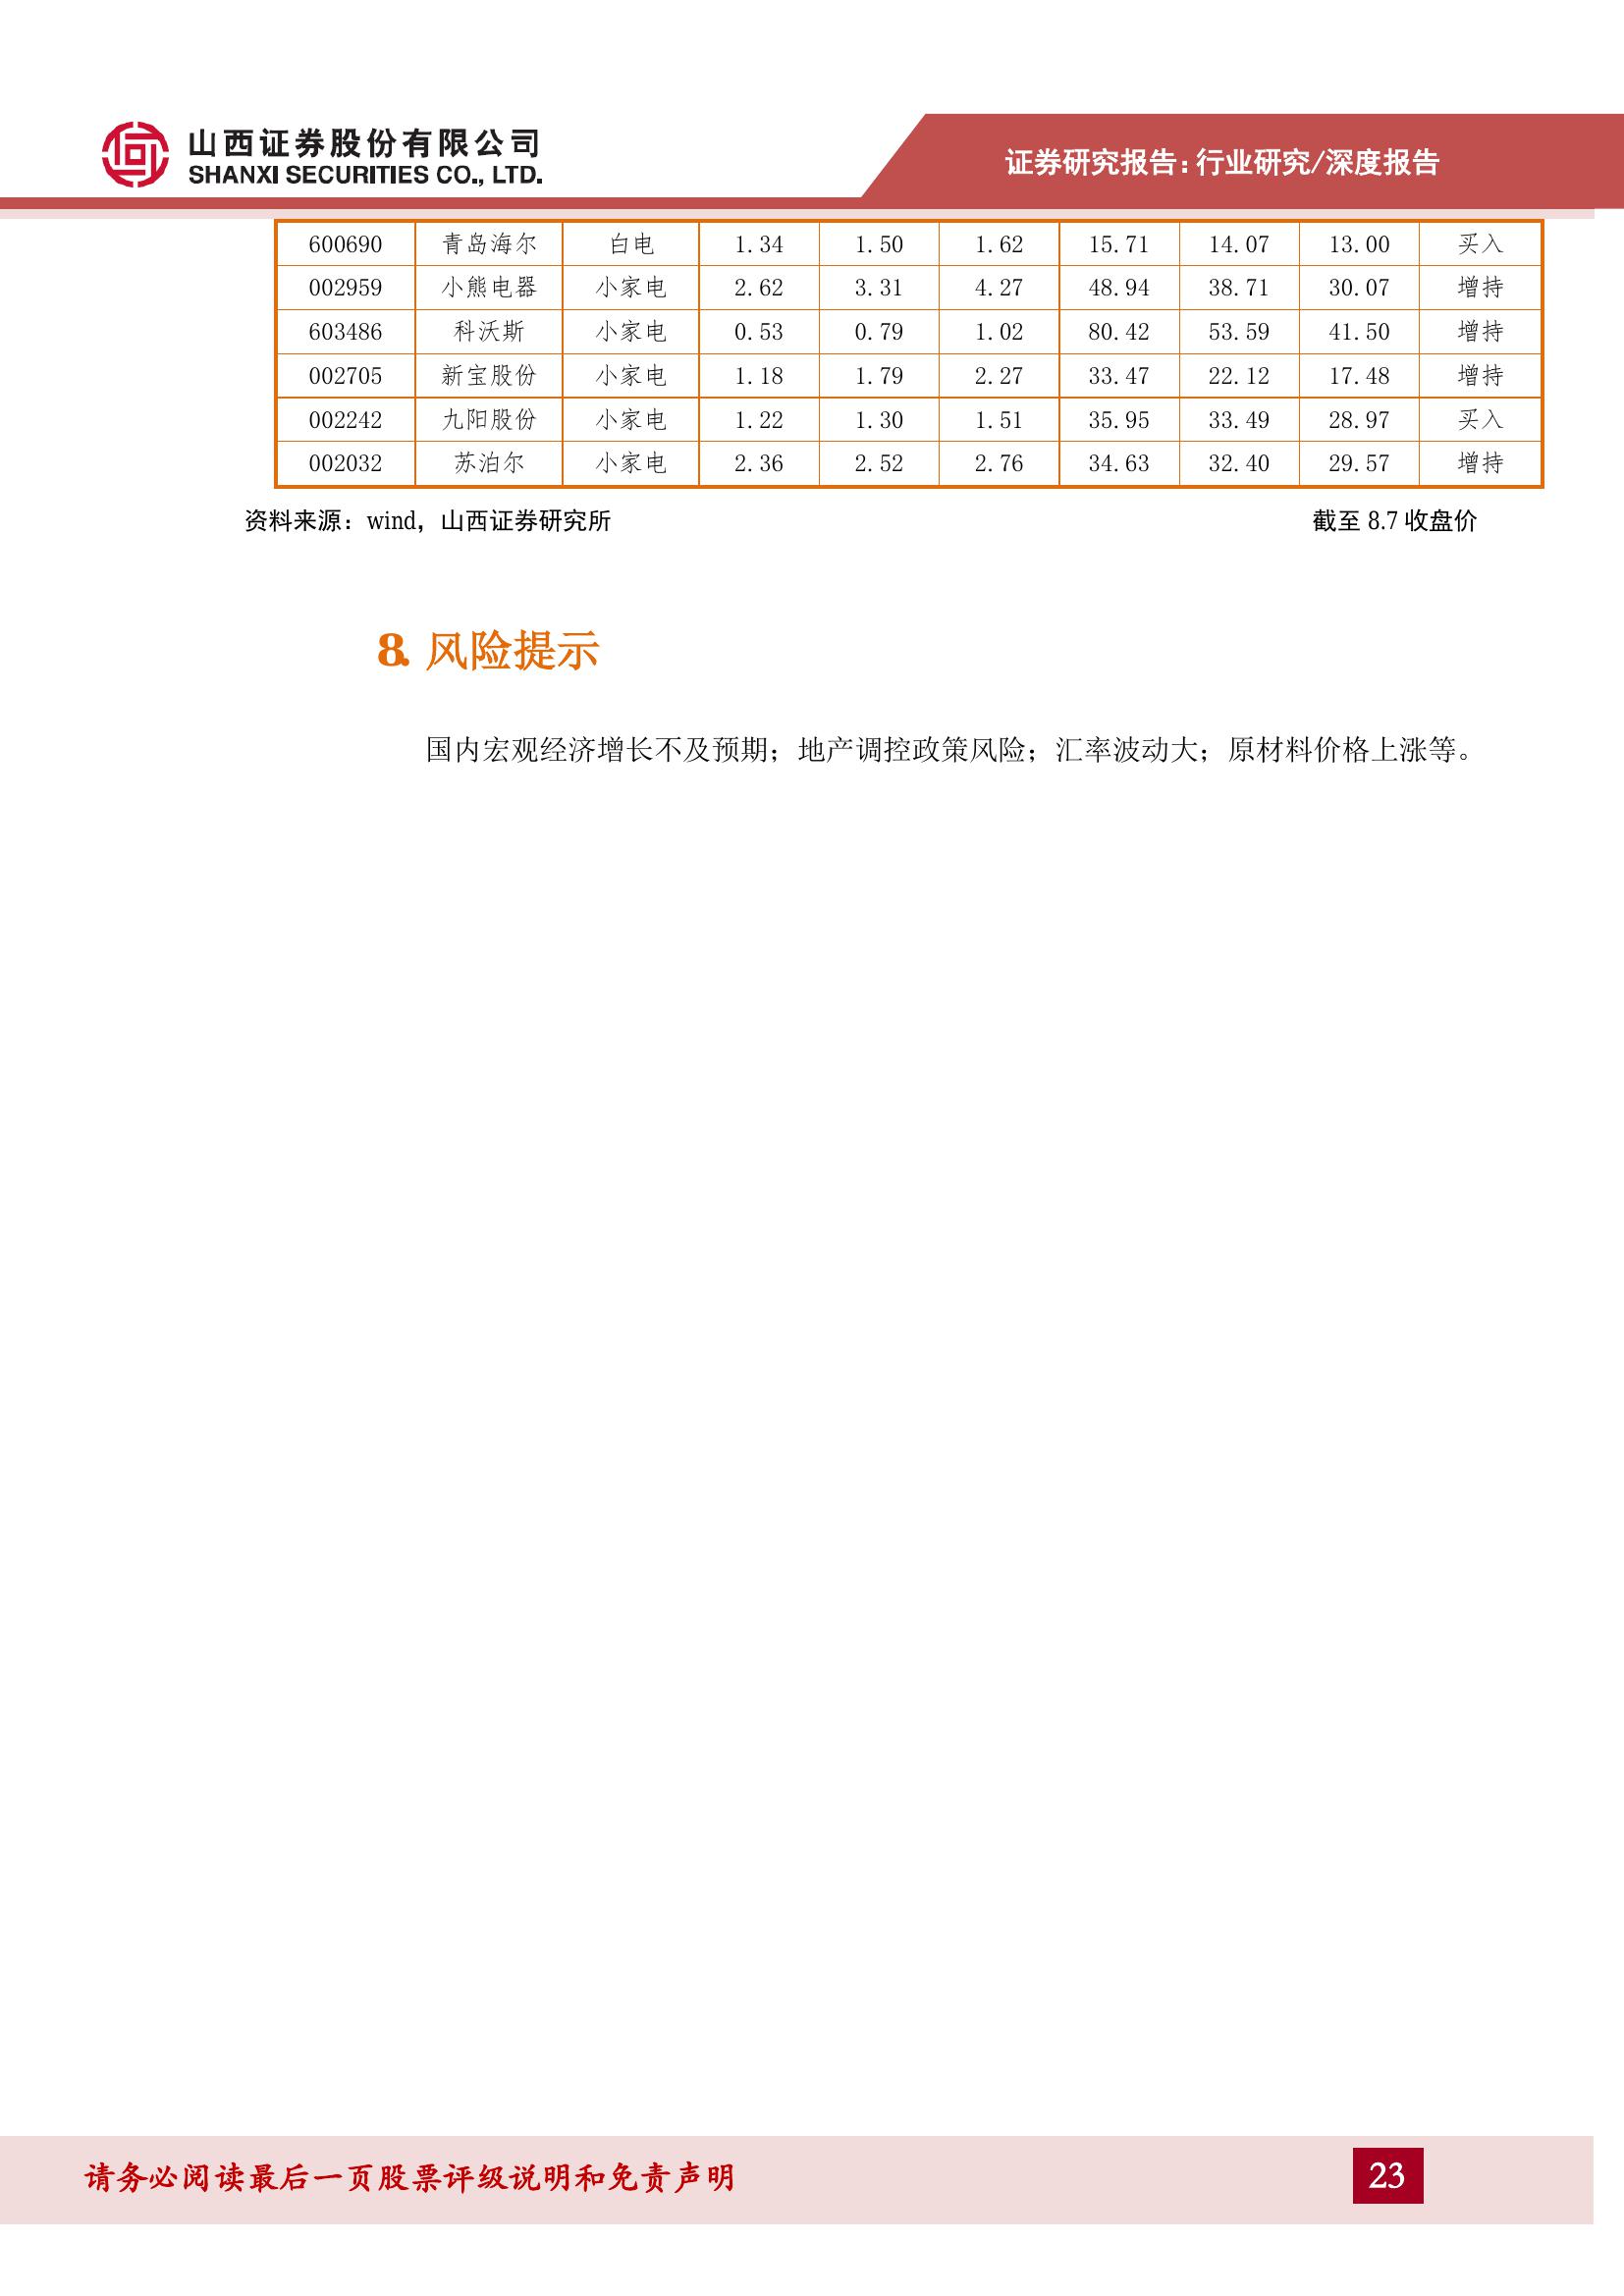 山西证券股份有限公司
SHANXI SECURITIES CO., LTD.
证券研究报告：行业研究/深度报告
600690 青岛海尔 白电 1.34 1.50 1.62 15.71 14.07 13.00 买入
002959 小熊电器 小家电 2.62 3.31 4.27 48.94 38.71 30.07 增持
603486 科沃斯 小家电 0.53 0.79 1.02 80.42 53.59 41.50 增持
002705 新宝股份 小家电 1.18 1.79 2.27 33.47 22.12 17.48 增持
002242 九阳股份 小家电 1.22 1.30 1.51 35.95 33.49 28.97 买入
002032 苏泊尔 小家电 2.36 2.52 2.76 34.63 32.40 29.57 增持
资料来源：wind，山西证券研究所 截至 8.7 收盘价
8. 风险提示
国内宏观经济增长不及预期；地产调控政策风险；汇率波动大；原材料价格上涨等。
请务必阅读最后一页股票评级说明和免责声明 23